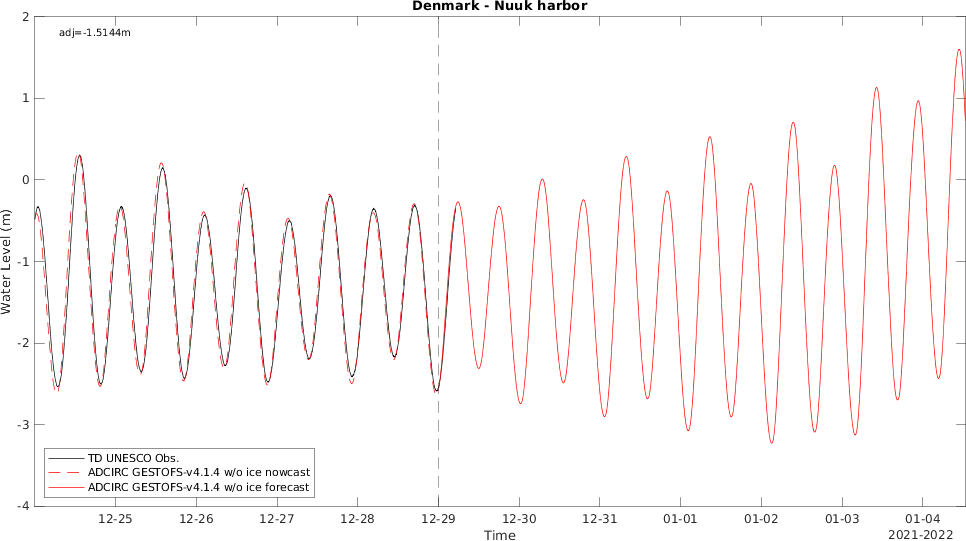 Denmark - Nuuk harbor
adj=-1.5144m
2
1
0
-1
-2
-3
-4
Water Level (m)
TD UNESCO Obs.
ADCIRC GESTOFS-v4.1.4 w/o ice nowcast
ADCIRC GESTOFS-v4.1.4 w/o ice forecast
12-25 12-26 12-27 12-28 12-29 12-30 12-31 01-01 01-02 01-03 01-04
Time
2021-2022